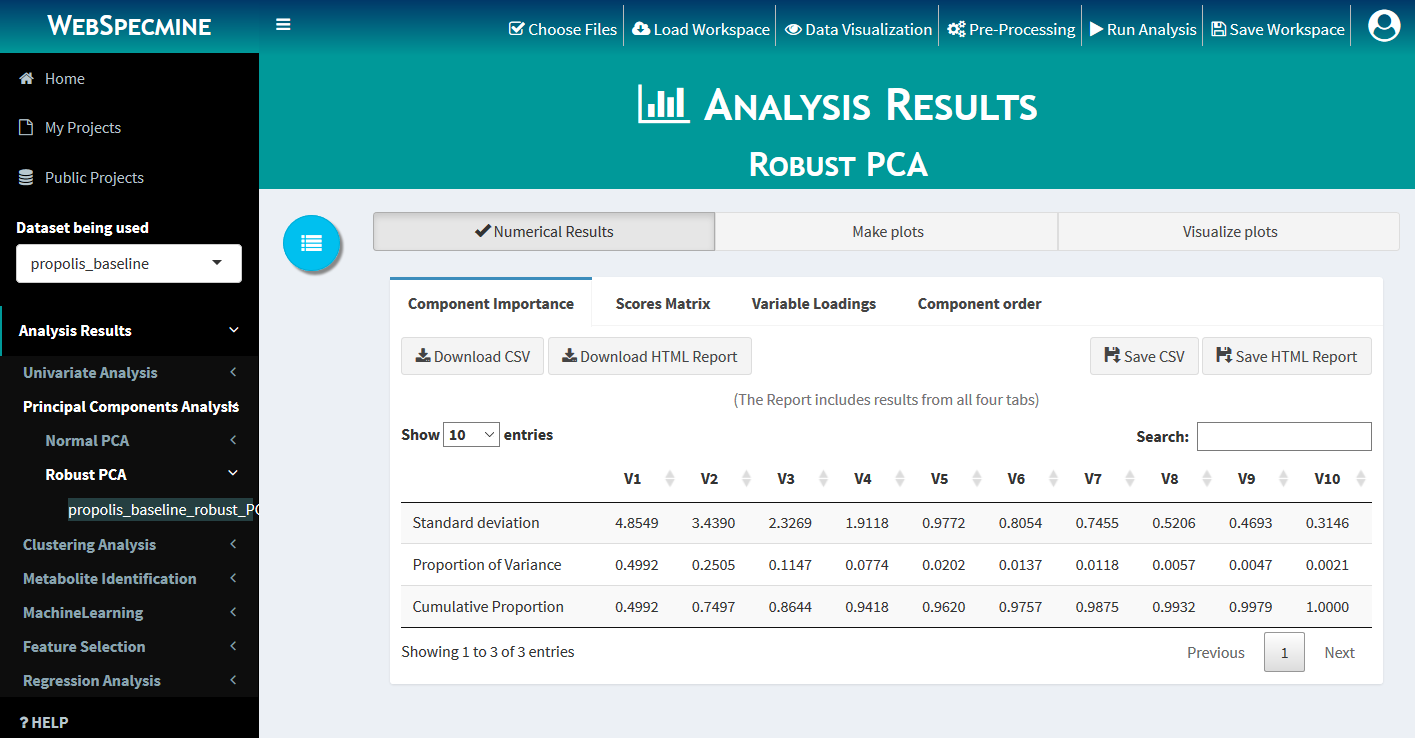 WebSpecmine
Choose Files
Load Workspace
Data Visualization
Pre-Processing
Run Analysis
Save Workspace
Home
My Projects
Public Projects
Dataset being used
propolis_baseline
Analysis Results
Univariate Analysis
Principal Components Analysis
Normal PCA
Robust PCA
propolis_baseline_robust_PC
Clustering Analysis
Metabolite Identification
MachineLearning
Feature Selection
Regression Analysis
? HELP
Analysis Results
Robust PCA
Numerical Results
Make plots
Visualize plots
Component Importance
Scores Matrix
Variable Loadings
Component order
Download CSV
Download HTML Report
Save CSV
Save HTML Report
(The Report includes results from all four tabs)
Show 10 entries
Search:
V1 V2 V3 V4 V5 V6 V7 V8 V9 V10
Standard deviation 4.8549 3.4390 2.3269 1.9118 0.9772 0.8054 0.7455 0.5206 0.4693 0.3146
Proportion of Variance 0.4992 0.2505 0.1147 0.0774 0.0202 0.0137 0.0118 0.0057 0.0047 0.0021
Cumulative Proportion 0.4992 0.7497 0.8644 0.9418 0.9620 0.9757 0.9875 0.9932 0.9979 1.0000
Showing 1 to 3 of 3 entries
Previous 1 Next